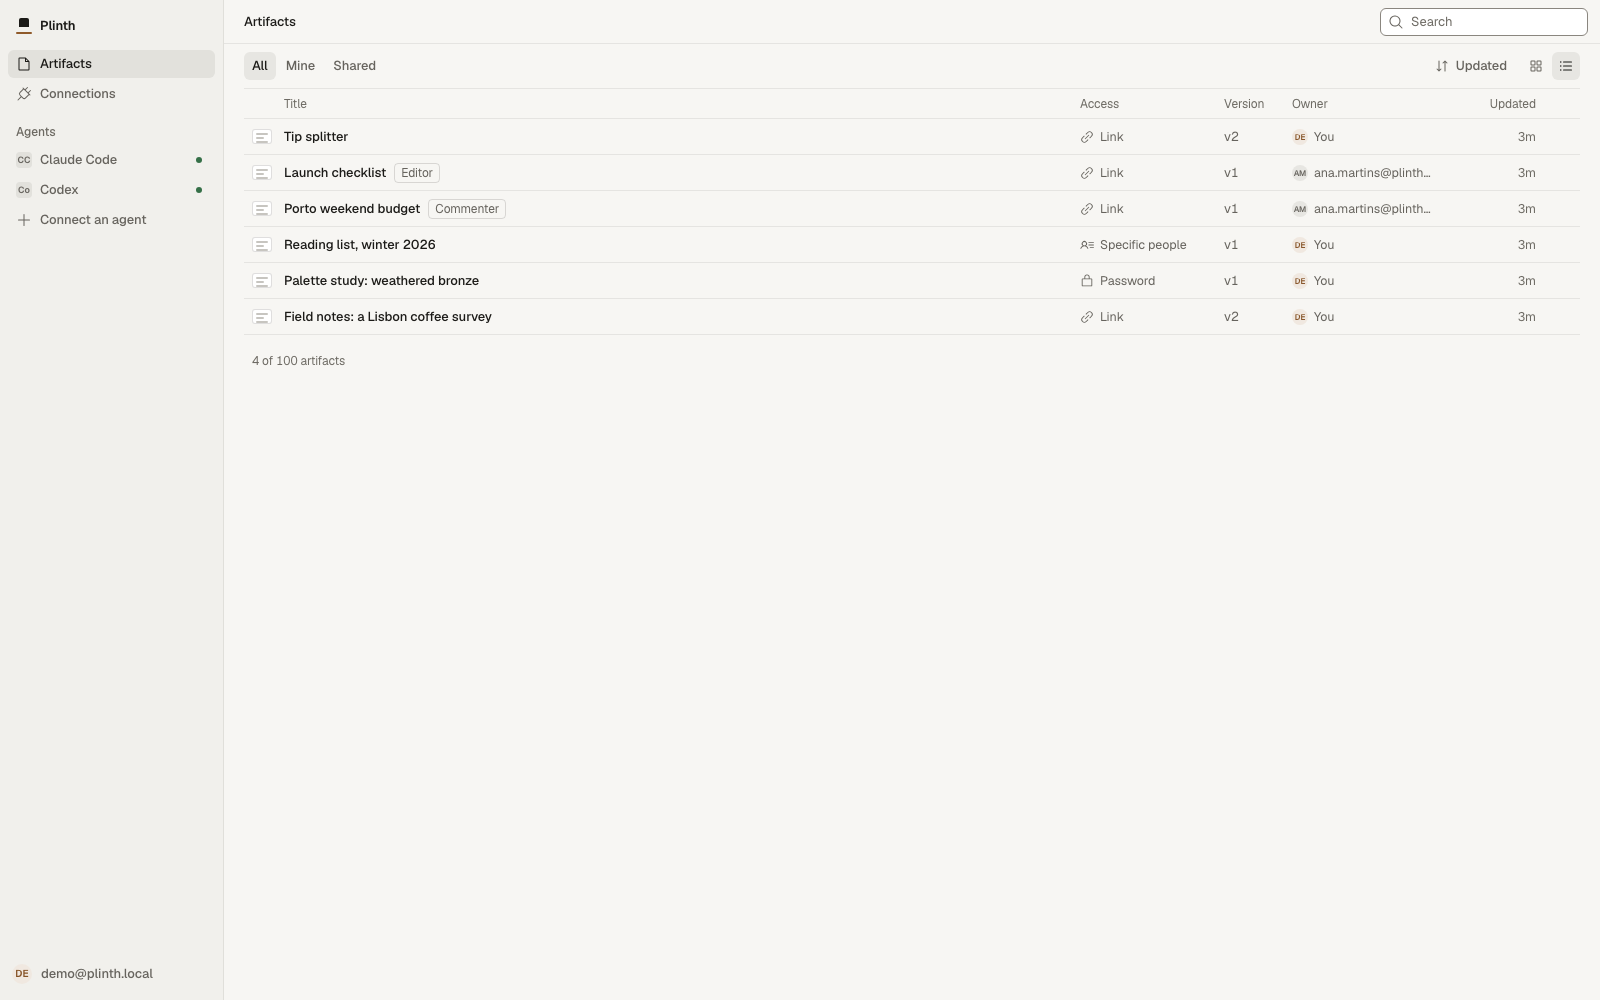 Plinth
Artifacts
Connections
Agents
CC Claude Code
Co Codex
Connect an agent
DE demo@plinth.local
Artifacts
Search
All Mine Shared
Updated
Title Access Version Owner Updated
Tip splitter Link v2 DE You 3m
Launch checklist Editor Link v1 AM ana.martins@plinth… 3m
Porto weekend budget Commenter Link v1 AM ana.martins@plinth… 3m
Reading list, winter 2026 Specific people v1 DE You 3m
Palette study: weathered bronze Password v1 DE You 3m
Field notes: a Lisbon coffee survey Link v2 DE You 3m
4 of 100 artifacts